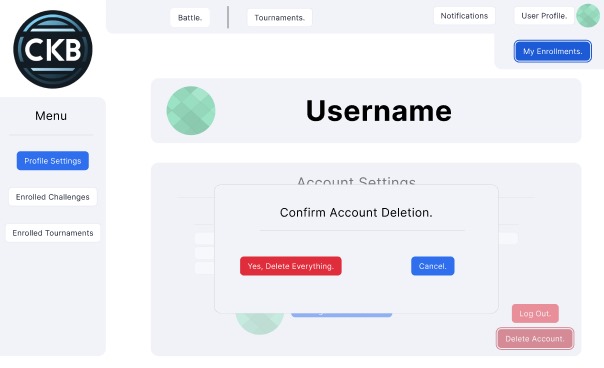 Battle.
Tournaments.
Notifications
User Profile.
My Enrollments.
CKB
Menu
Profile Settings
Enrolled Challenges
Enrolled Tournaments
Username
Account Settings
Confirm Account Deletion.
Yes, Delete Everything.
Cancel.
Log Out.
Delete Account.